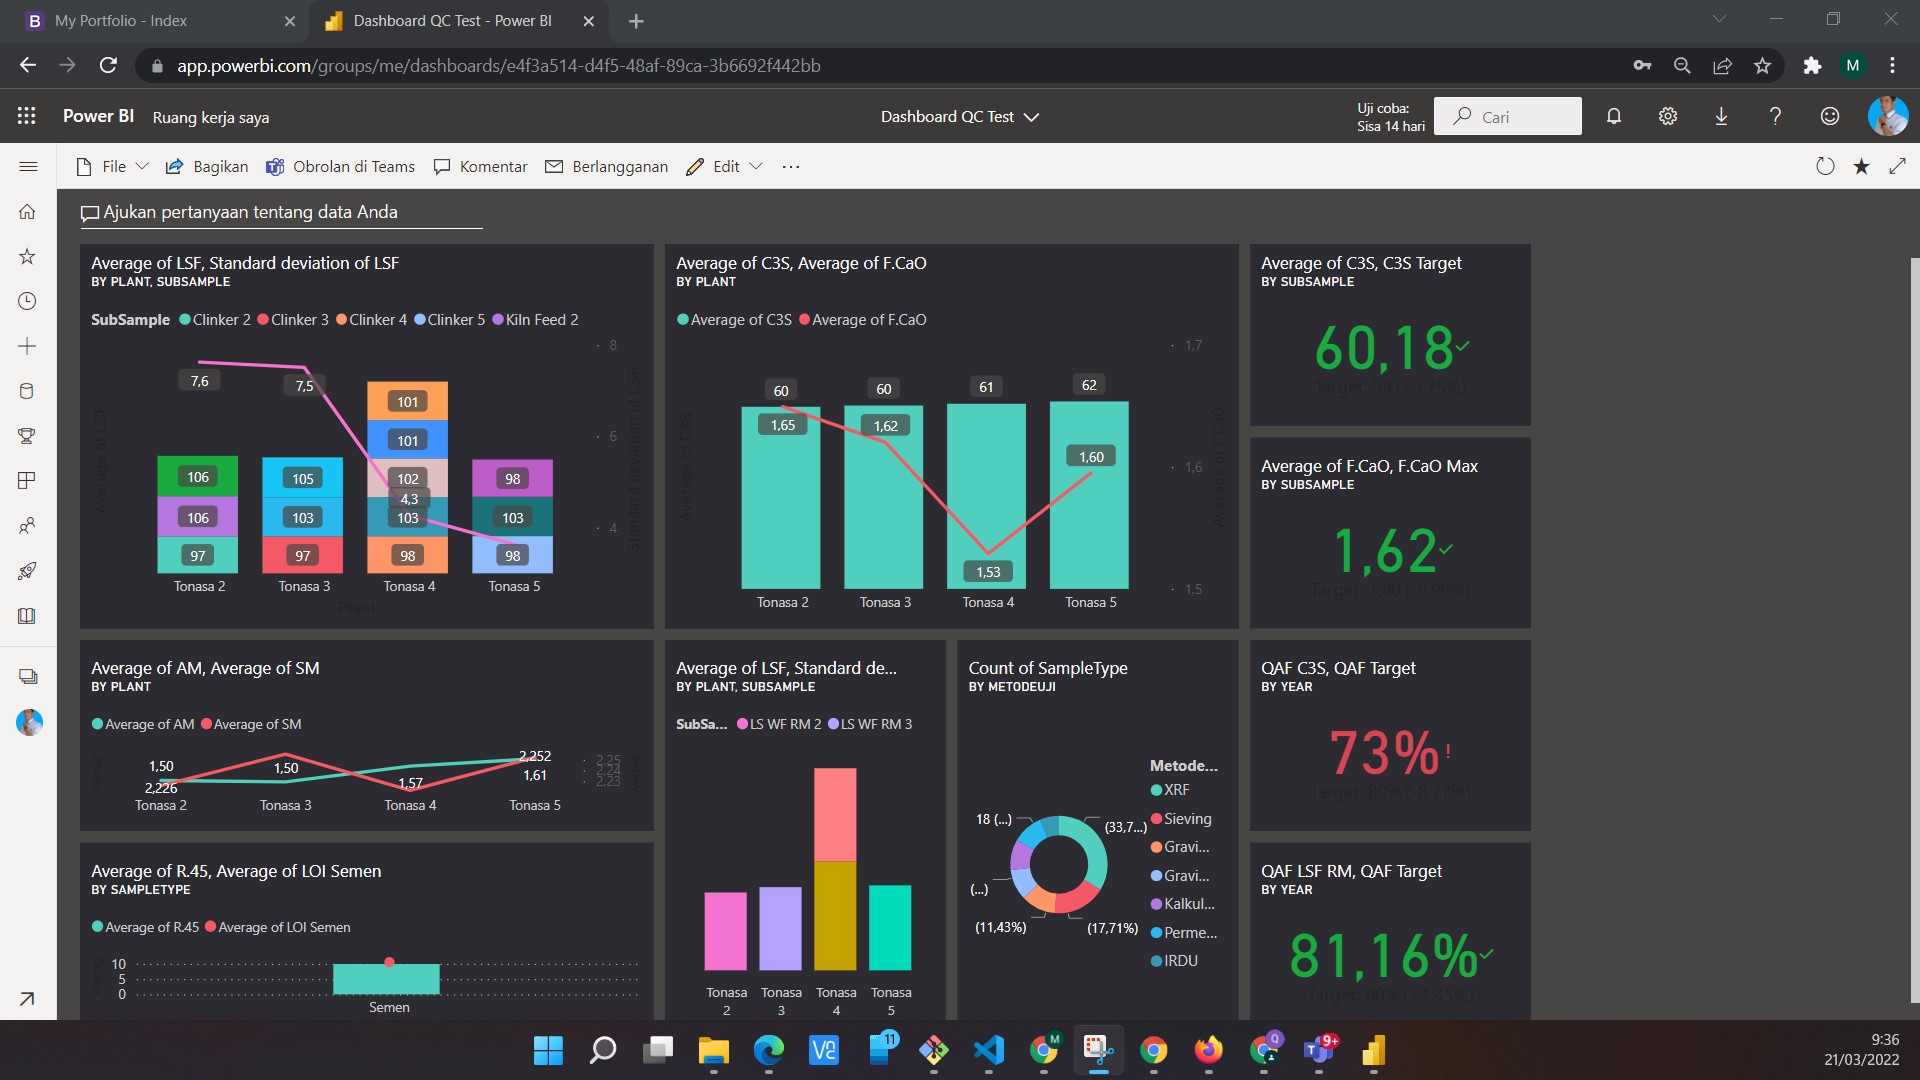 My Portfolio - Index
Dashboard QC Test - Power BI
app.powerbi.com/groups/me/dashboards/e4f3a514-d4f5-48af-89ca-3b6692f442bb
M
Power BI
Ruang kerja saya
Dashboard QC Test
Uji coba:
Sisa 14 hari
Cari
File
Bagikan
Obrolan di Teams
Komentar
Berlangganan
Edit
Ajukan pertanyaan tentang data Anda
Average of LSF, Standard deviation of LSF
BY PLANT, SUBSAMPLE
SubSample Clinker 2 Clinker 3 Clinker 4 Clinker 5 Kiln Feed 2
Average of LSF
Standard deviation of LSF
8
6
4
7,6
7,5
4,3
106
106
97
105
103
97
101
101
102
103
98
98
103
98
Tonasa 2 Tonasa 3 Tonasa 4 Tonasa 5
Plant
Average of C3S, Average of F.CaO
BY PLANT
Average of C3S Average of F.CaO
Average of C3S
Average of F.CaO
1,7
1,6
1,5
60 60 61 62
1,65 1,62 1,53 1,60
Tonasa 2 Tonasa 3 Tonasa 4 Tonasa 5
Average of C3S, C3S Target
BY SUBSAMPLE
60,18
Target: 58 (+3.75%)
Average of F.CaO, F.CaO Max
BY SUBSAMPLE
1,62
Target: 1,80 (-9.99%)
Average of AM, Average of SM
BY PLANT
Average of AM Average of SM
1,50 1,50 1,57 1,61
2,226 2,252
2,25
2,24
2,23
Tonasa 2 Tonasa 3 Tonasa 4 Tonasa 5
Average of LSF, Standard de...
BY PLANT, SUBSAMPLE
SubSa... LS WF RM 2 LS WF RM 3
Tonasa 2 Tonasa 3 Tonasa 4 Tonasa 5
Count of SampleType
BY METODEUJI
Metode...
XRF
Sieving
Gravi...
Gravi...
Kalkul...
Perme...
IRDU
18 (...)
(33,7...)
(...)
(11,43%)
(17,71%)
QAF C3S, QAF Target
BY YEAR
73%!
Target: 80% (-8.77%)
Average of R.45, Average of LOI Semen
BY SAMPLETYPE
Average of R.45 Average of LOI Semen
10
5
0
Semen
QAF LSF RM, QAF Target
BY YEAR
81,16%
Target: 80% (+1.45%)
11
M
Q
9+
9:36
21/03/2022